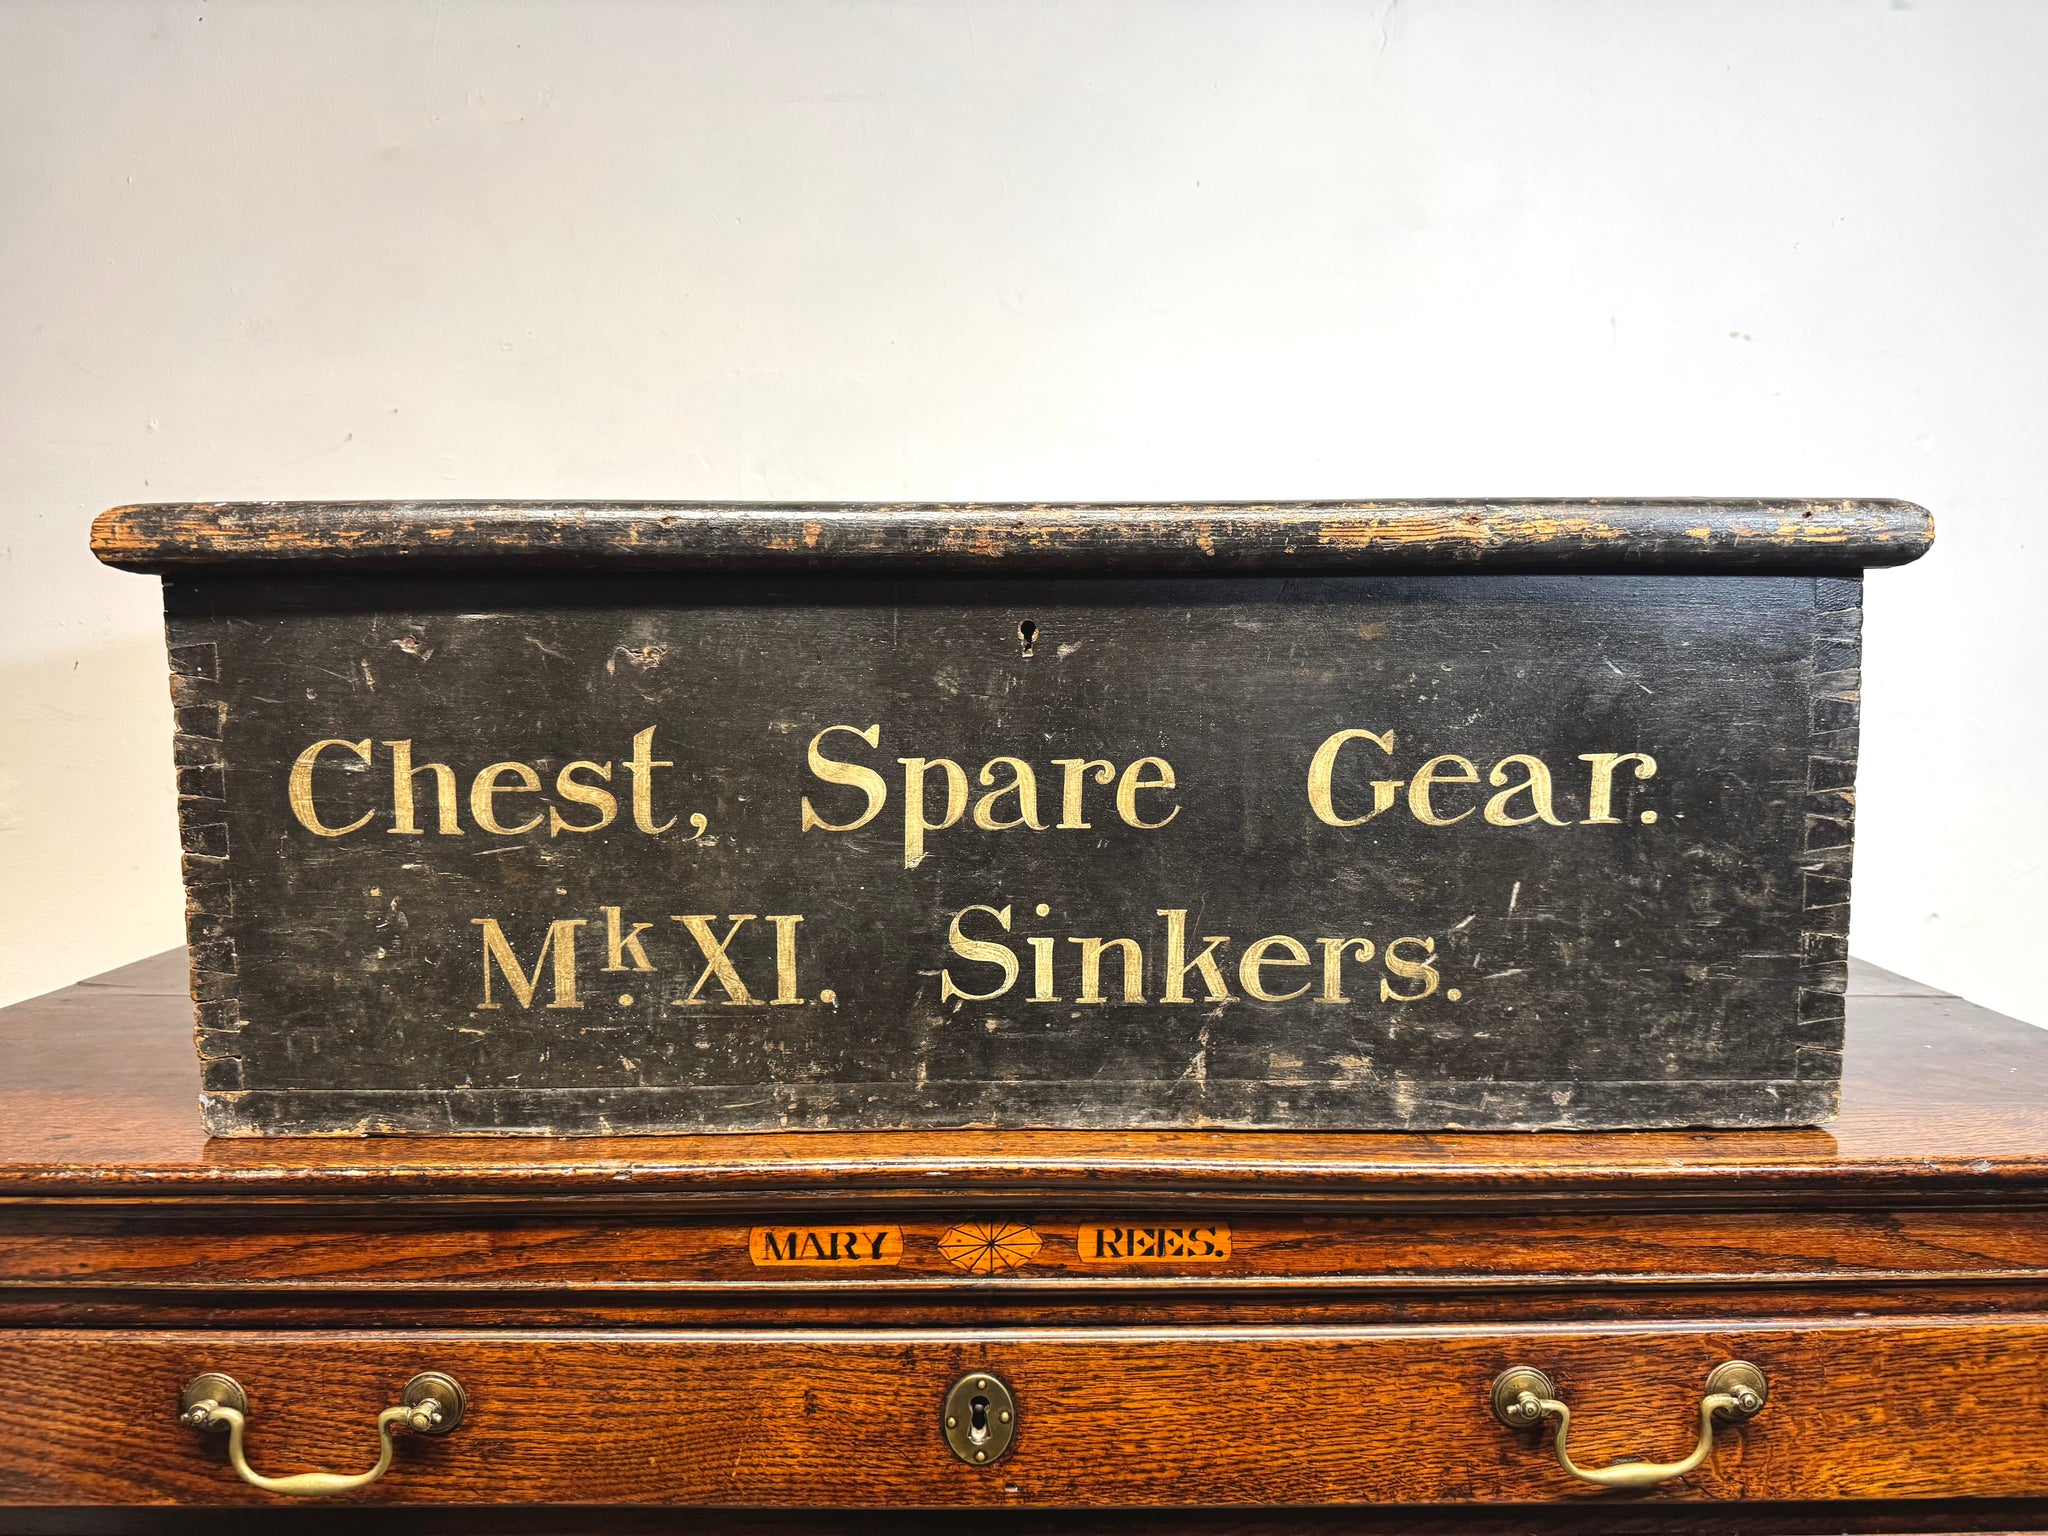 Chest, Spare Gear.
Mk. XI. Sinkers.
MARY REES.